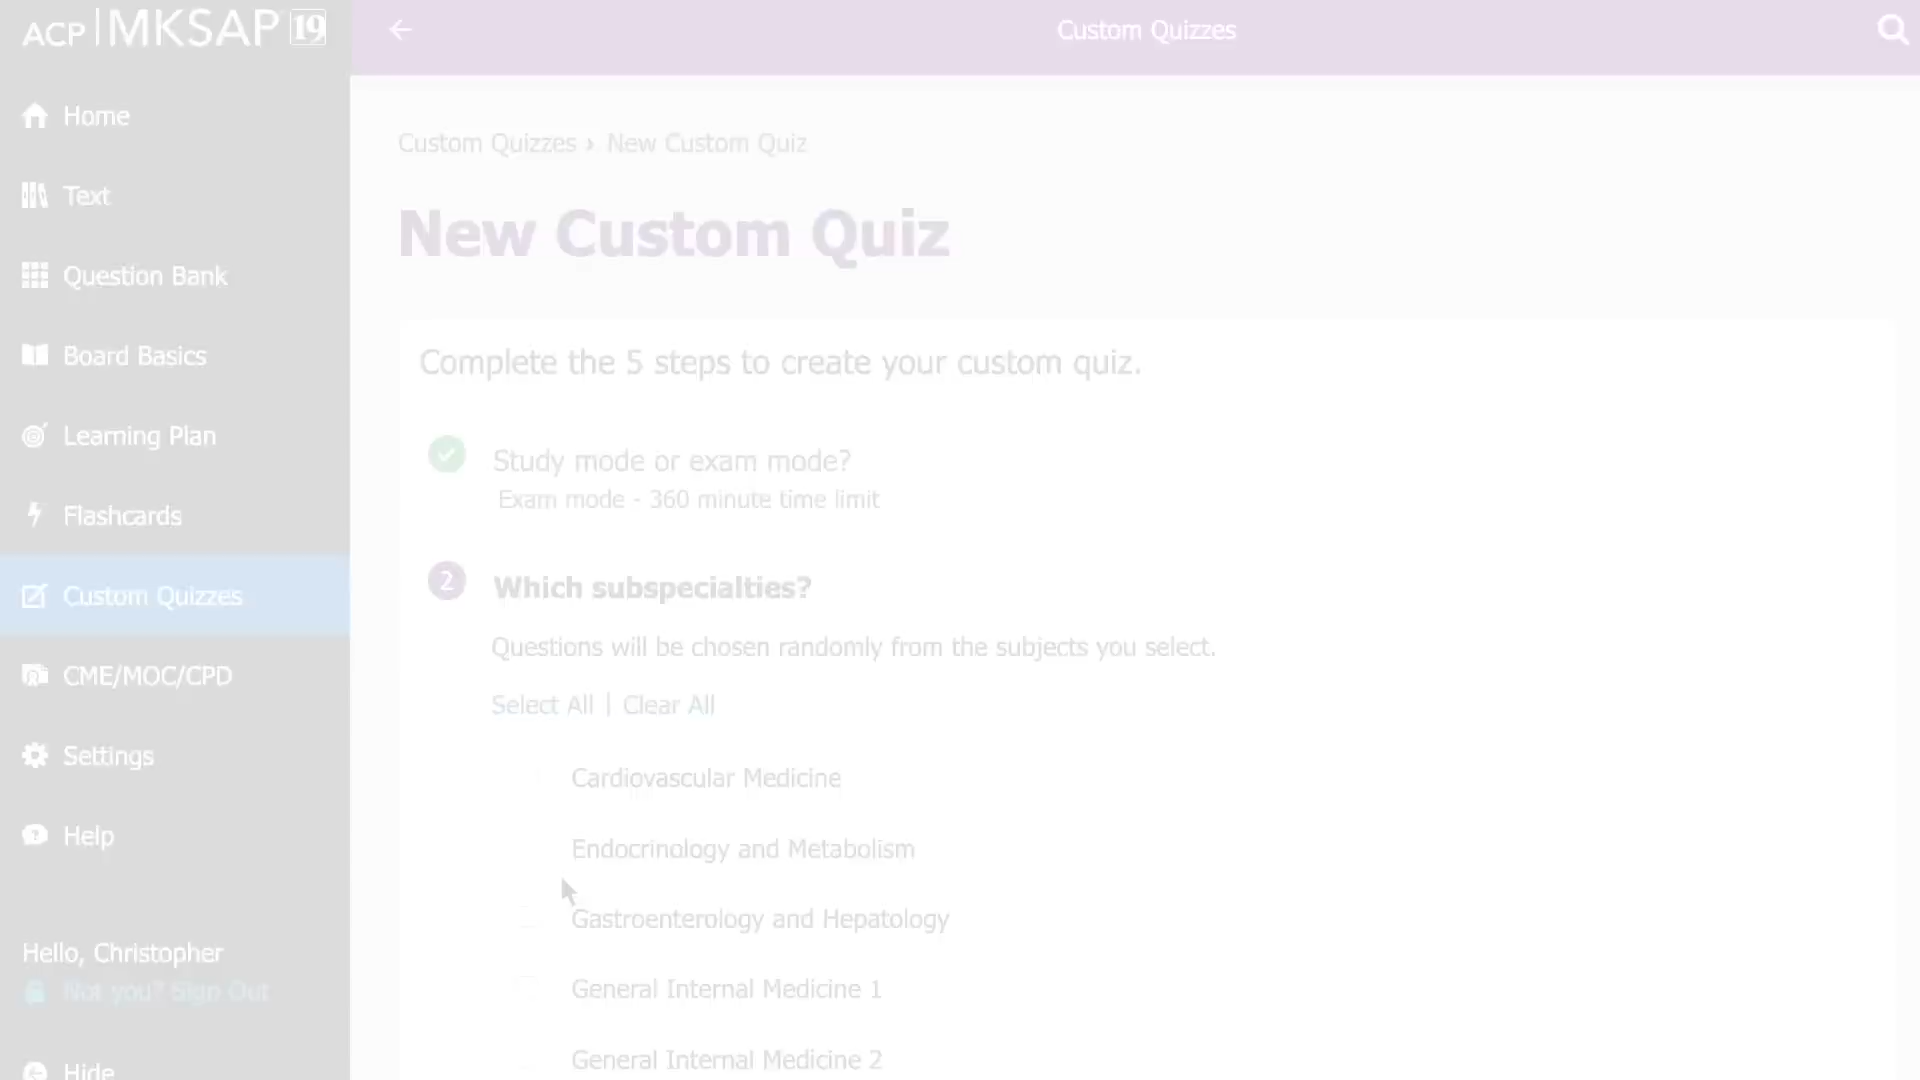 ACP MKSAP 19
Custom Quizzes
Home
Text
Question Bank
Board Basics
Learning Plan
Flashcards
Custom Quizzes
CME/MOC/CPD
Settings
Help
Hello, Christopher
Not you? Sign Out
Hide
Custom Quizzes › New Custom Quiz
New Custom Quiz
Complete the 5 steps to create your custom quiz.
Study mode or exam mode?
Exam mode - 360 minute time limit
2 Which subspecialties?
Questions will be chosen randomly from the subjects you select.
Select All | Clear All
Cardiovascular Medicine
Endocrinology and Metabolism
Gastroenterology and Hepatology
General Internal Medicine 1
General Internal Medicine 2